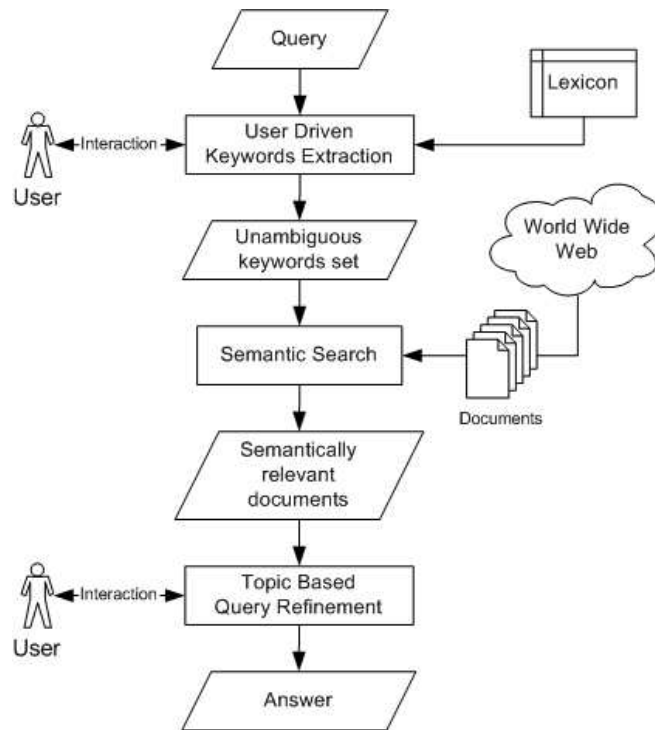 Query
Lexicon
Interaction
User
User Driven
Keywords Extraction
Unambiguous
keywords set
World Wide
Web
Semantic Search
Documents
Semantically
relevant
documents
Interaction
User
Topic Based
Query Refinement
Answer